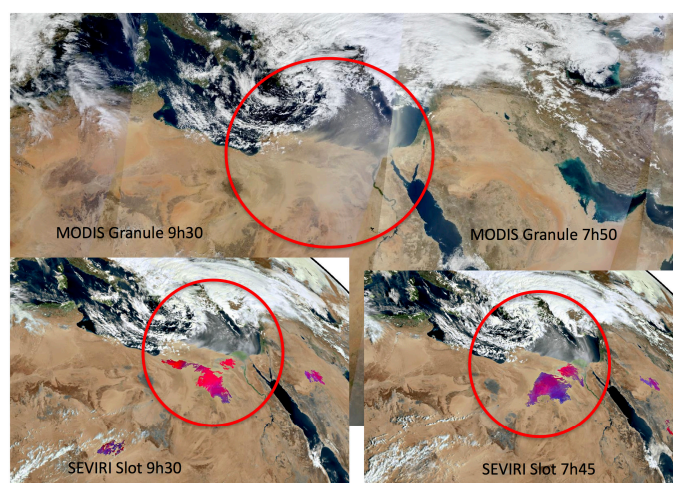 MODIS Granule 9h30
MODIS Granule 7h50
SEVIRI Slot 9h30
SEVIRI Slot 7h45